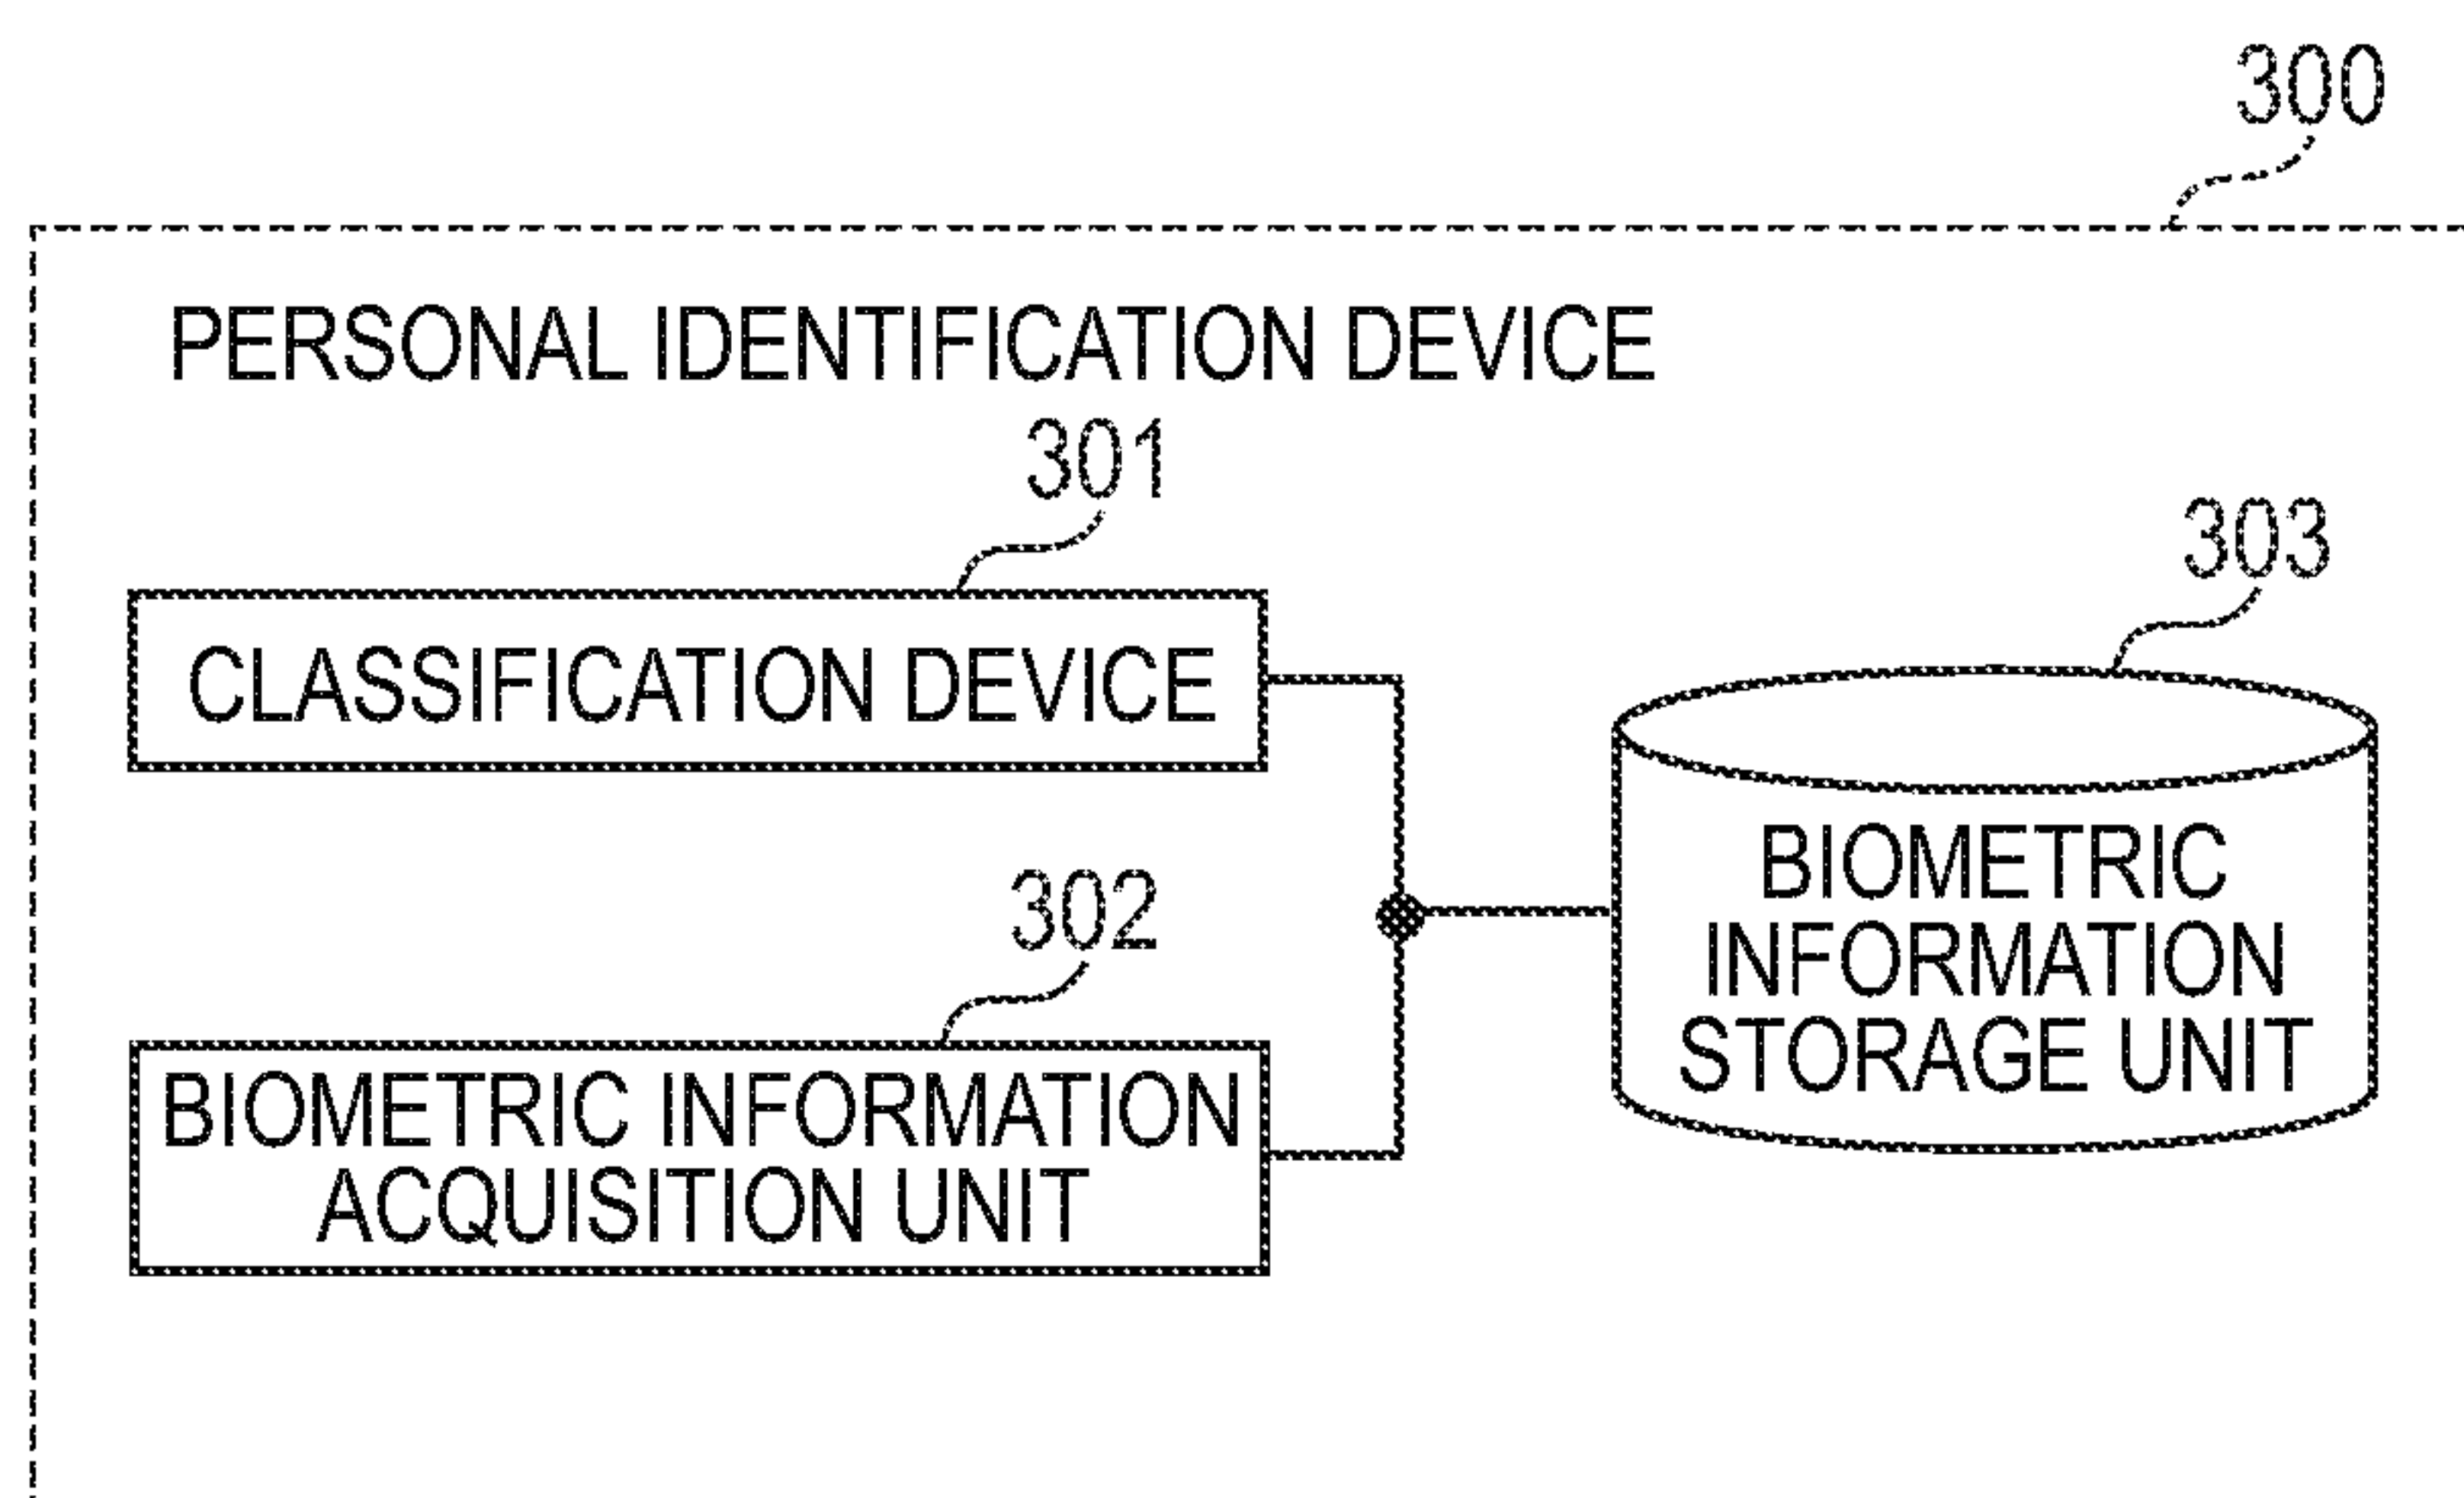 300
PERSONAL IDENTIFICATION DEVICE
301
CLASSIFICATION DEVICE
302
BIOMETRIC INFORMATION
ACQUISITION UNIT
303
BIOMETRIC
INFORMATION
STORAGE UNIT